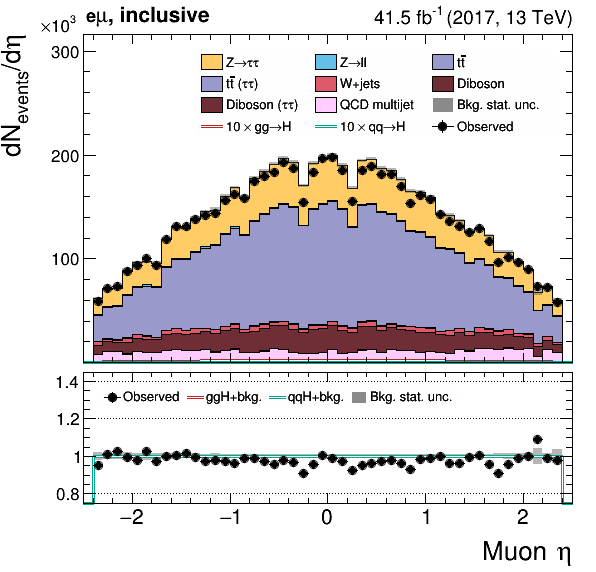 ×10³ eμ, inclusive 41.5 fb⁻¹ (2017, 13 TeV)
dN_events/dη
300
200
100
Z→ττ Z→ll tt̄
tt̄ (ττ) W+jets Diboson
Diboson (ττ) QCD multijet Bkg. stat. unc.
10 × gg→H 10 × qq→H Observed
1.4
1.2
1
0.8
Observed ggH+bkg. qqH+bkg. Bkg. stat. unc.
−2 −1 0 1 2
Muon η